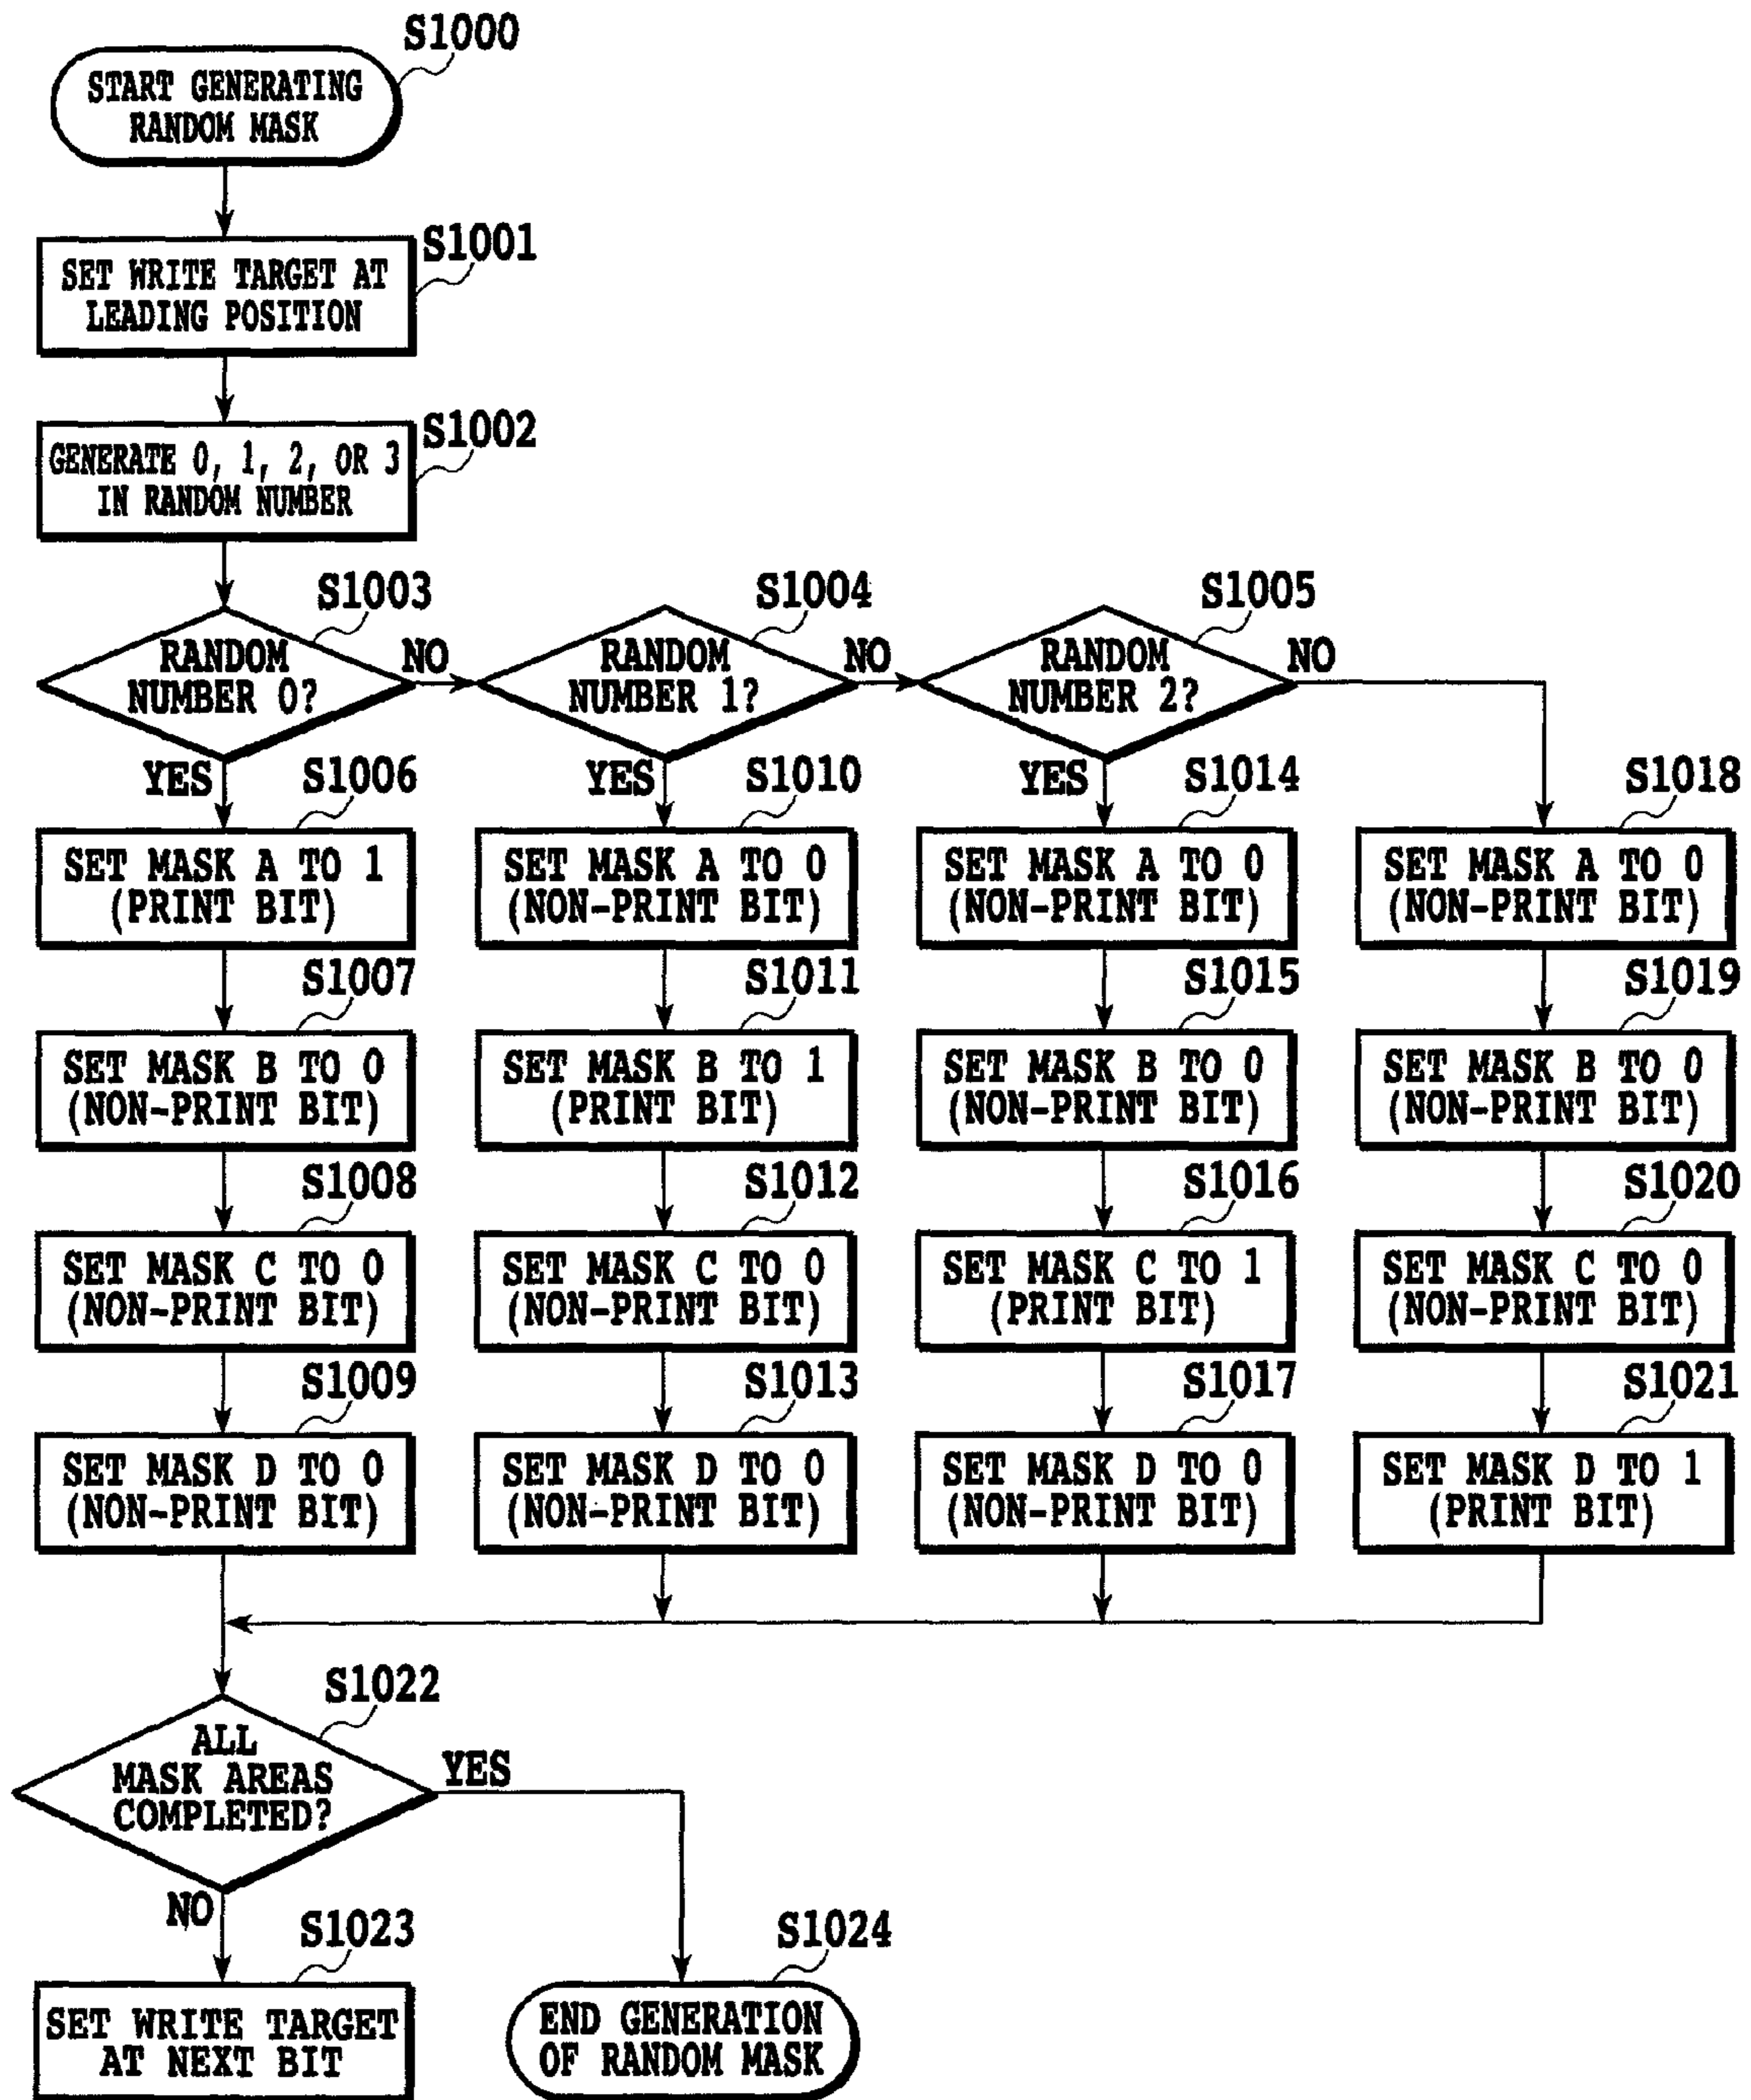 S1000
START GENERATING
RANDOM MASK
S1001
SET WRITE TARGET AT
LEADING POSITION
S1002
GENERATE 0, 1, 2, OR 3
IN RANDOM NUMBER
S1003
RANDOM
NUMBER 0?
NO
YES
S1004
RANDOM
NUMBER 1?
NO
YES
S1005
RANDOM
NUMBER 2?
NO
YES
S1006
SET MASK A TO 1
(PRINT BIT)
S1007
SET MASK B TO 0
(NON-PRINT BIT)
S1008
SET MASK C TO 0
(NON-PRINT BIT)
S1009
SET MASK D TO 0
(NON-PRINT BIT)
S1010
SET MASK A TO 0
(NON-PRINT BIT)
S1011
SET MASK B TO 1
(PRINT BIT)
S1012
SET MASK C TO 0
(NON-PRINT BIT)
S1013
SET MASK D TO 0
(NON-PRINT BIT)
S1014
SET MASK A TO 0
(NON-PRINT BIT)
S1015
SET MASK B TO 0
(NON-PRINT BIT)
S1016
SET MASK C TO 1
(PRINT BIT)
S1017
SET MASK D TO 0
(NON-PRINT BIT)
S1018
SET MASK A TO 0
(NON-PRINT BIT)
S1019
SET MASK B TO 0
(NON-PRINT BIT)
S1020
SET MASK C TO 0
(NON-PRINT BIT)
S1021
SET MASK D TO 1
(PRINT BIT)
S1022
ALL
MASK AREAS
COMPLETED?
YES
NO
S1023
SET WRITE TARGET
AT NEXT BIT
S1024
END GENERATION
OF RANDOM MASK